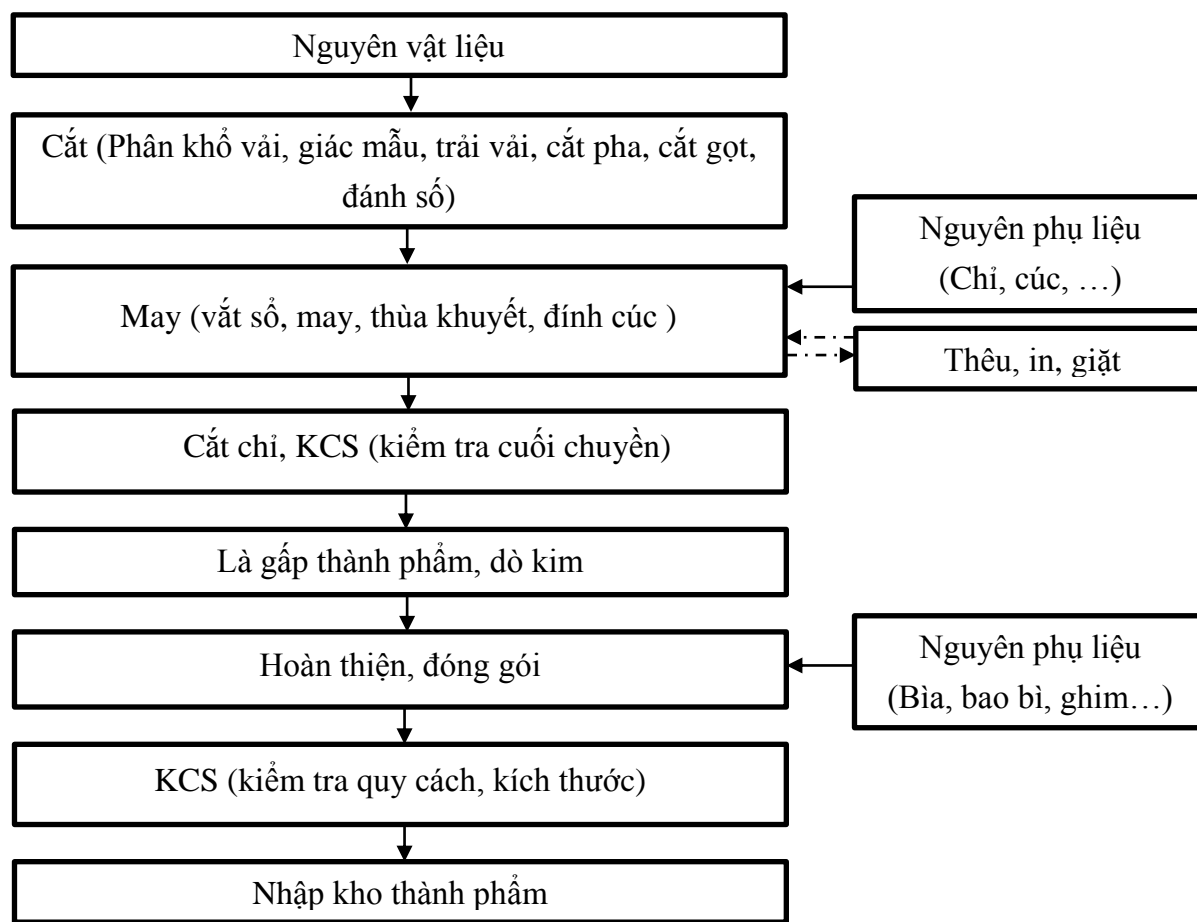 Nguyên vật liệu
Cắt (Phân khổ vải, giác mẫu, trải vải, cắt pha, cắt gọt,
đánh số)
Nguyên phụ liệu
(Chỉ, cúc, …)
May (vắt sổ, may, thùa khuyết, đính cúc )
Thêu, in, giặt
Cắt chỉ, KCS (kiểm tra cuối chuyền)
Là gấp thành phẩm, dò kim
Hoàn thiện, đóng gói
Nguyên phụ liệu
(Bìa, bao bì, ghim…)
KCS (kiểm tra quy cách, kích thước)
Nhập kho thành phẩm